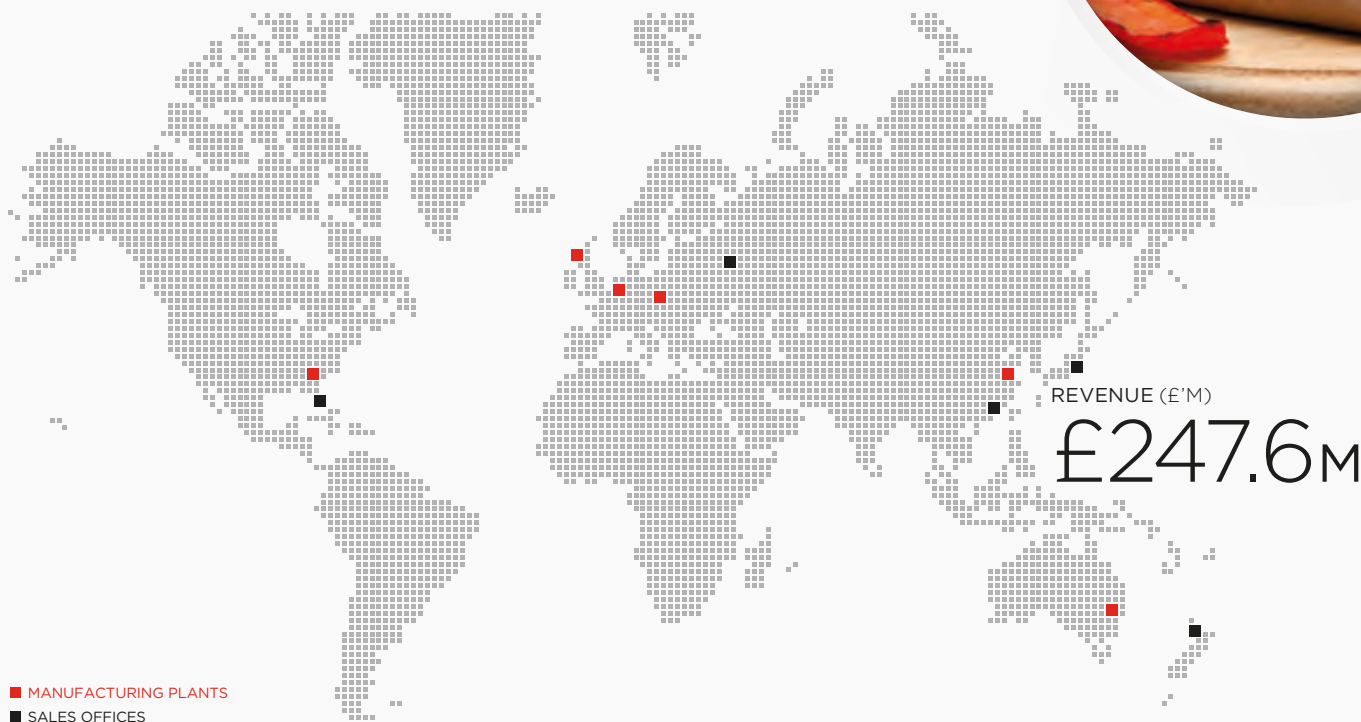 REVENUE (£’M)
£247.6M
MANUFACTURING PLANTS
SALES OFFICES